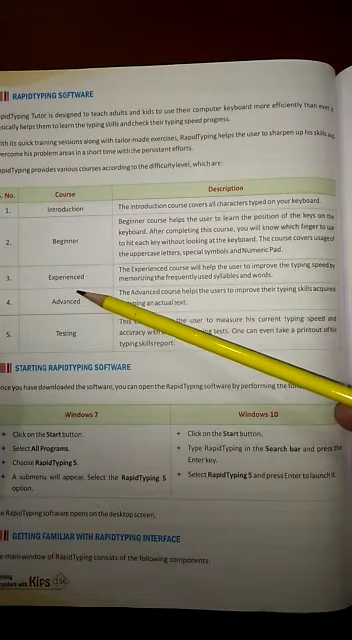 RAPIDTYPING SOFTWARE
pidTyping Tutor is designed to teach adults and kids to use their computer keyboard more efficiently than ever
sically helps them to learn the typing skills and check their typing speed progress.
ith its quick training sessions along with tailor-made exercises, RapidTyping helps the user to sharpen up his skills
vercome his problem areas in a short time with the persistent efforts.
apidTyping provides various courses according to the difficulty level, which are:
. No. Course Description
1. Introduction The introduction course covers all characters typed on your keyboard.
Beginner course helps the user to learn the position of the keys on the
keyboard. After completing this course, you will know which finger to use
2. Beginner to hit each key without looking at the keyboard. The course covers usage of
the uppercase letters, special symbols and Numeric Pad.
3. Experienced The Experienced course will help the user to improve the typing speed by
memorizing the frequently used syllables and words.
4. Advanced The Advanced course helps the users to improve their typing skills acquired
typing an actual text.
5. Testing This the user to measure his current typing speed and
accuracy with tests. One can even take a printout of his
typing skills report.
STARTING RAPIDTYPING SOFTWARE
nce you have downloaded the software, you can open the RapidTyping software by performing the
Windows 7 Windows 10
Click on the Start button.
Select All Programs.
Choose RapidTyping 5.
A submenu will appear. Select the RapidTyping 5
option.
Click on the Start button.
Type RapidTyping in the Search bar and press the
Enter key.
Select RapidTyping 5 and press Enter to launch it.
e RapidTyping software opens on the desktop screen.
GETTING FAMILIAR WITH RAPIDTYPING INTERFACE
e main window of RapidTyping consists of the following components:
with Kips